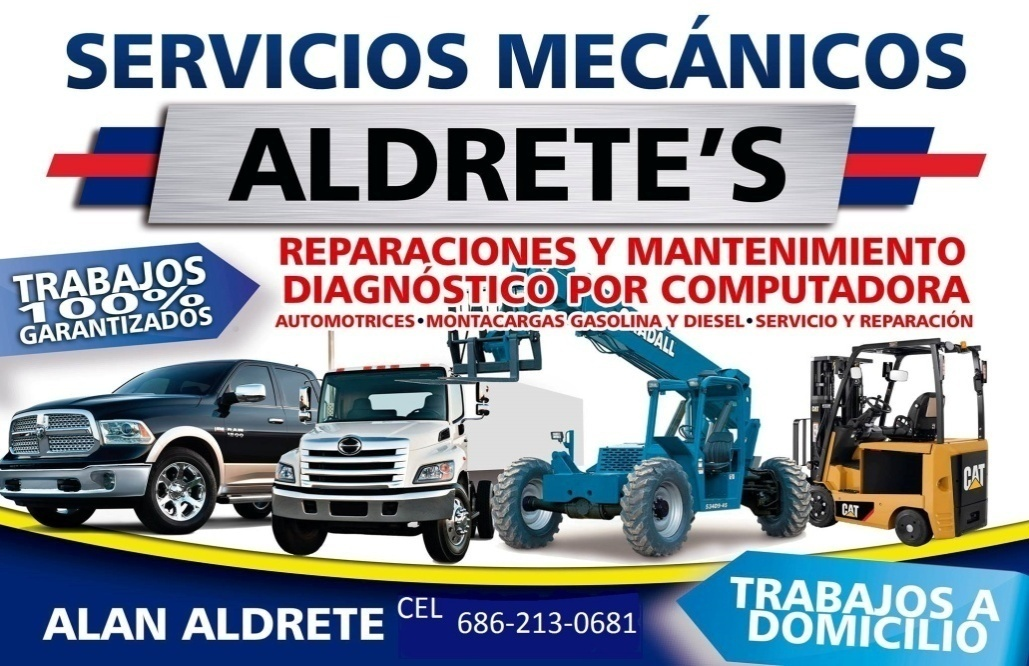 SERVICIOS MECÁNICOS
ALDRETE'S
REPARACIONES Y MANTENIMIENTO
DIAGNÓSTICO POR COMPUTADORA
AUTOMOTRICES•MONTACARGAS GASOLINA Y DIESEL•SERVICIO Y REPARACIÓN
TRABAJOS
100%
GARANTIZADOS
ADALL
CAT
CAT
ALAN ALDRETE
CEL 686-213-0681
TRABAJOS A
DOMICILIO